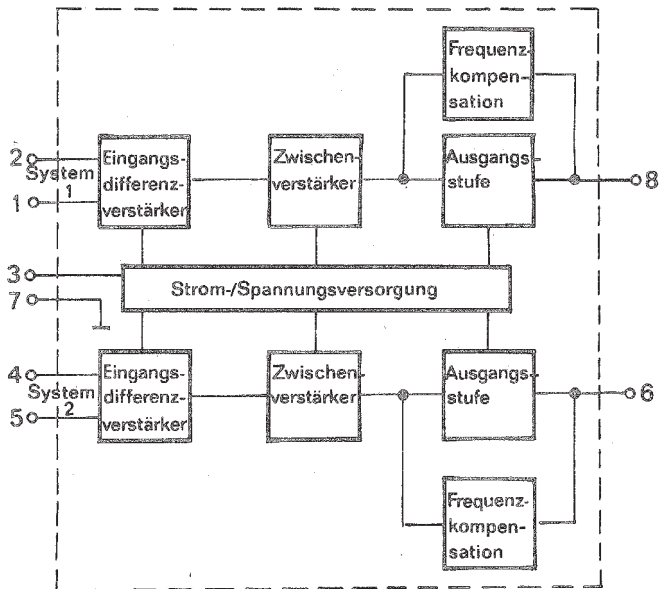 Frequenz-
kompen-
sation
2
System
1
1
Eingangs-
differenz-
verstärker
Zwischen-
verstärker
Ausgangs-
stufe
8
3
7
Strom-/Spannungsversorgung
4
System
2
5
Eingangs-
differenz-
verstärker
Zwischen-
verstärker
Ausgangs-
stufe
6
Frequenz-
kompen-
sation